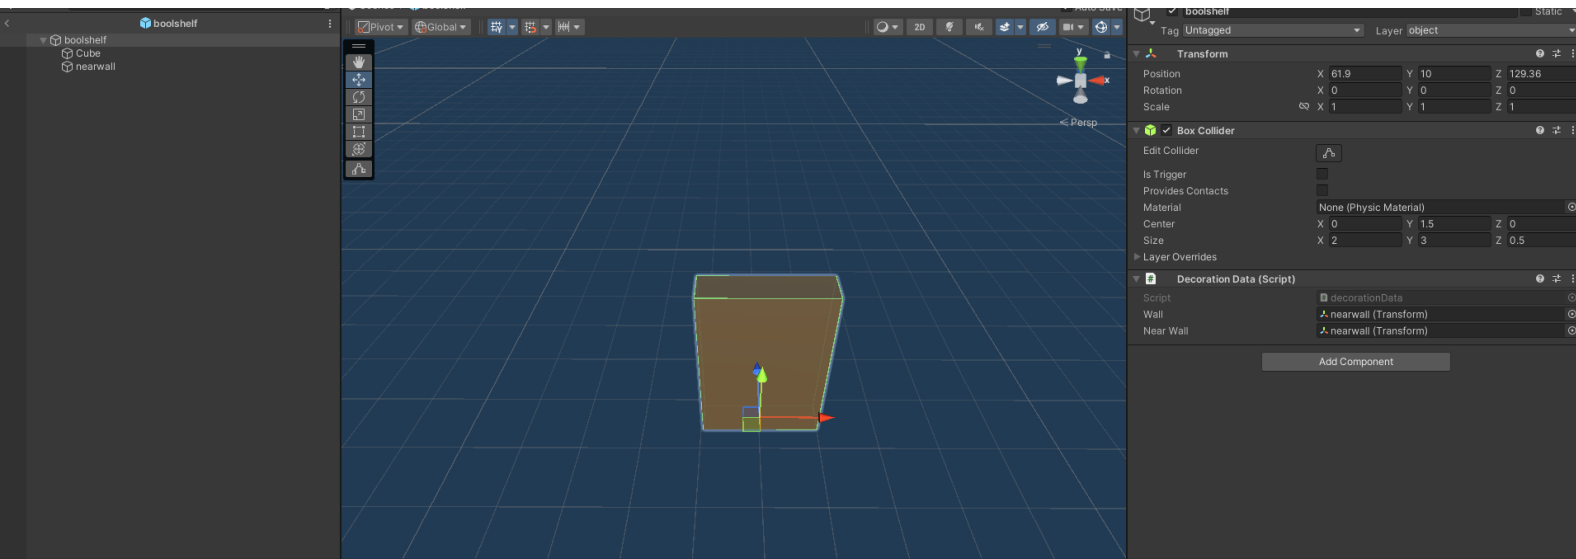 boolshelf
boolshelf
Cube
nearwall
Pivot
Global
2D
Auto Save
y
x
Persp
boolshelf
Static
Tag Untagged
Layer object
Transform
Position X 61.9 Y 10 Z 129.36
Rotation X 0 Y 0 Z 0
Scale X 1 Y 1 Z 1
Box Collider
Edit Collider
Is Trigger
Provides Contacts
Material None (Physic Material)
Center X 0 Y 1.5 Z 0
Size X 2 Y 3 Z 0.5
Layer Overrides
# Decoration Data (Script)
Script decorationData
Wall nearwall (Transform)
Near Wall nearwall (Transform)
Add Component